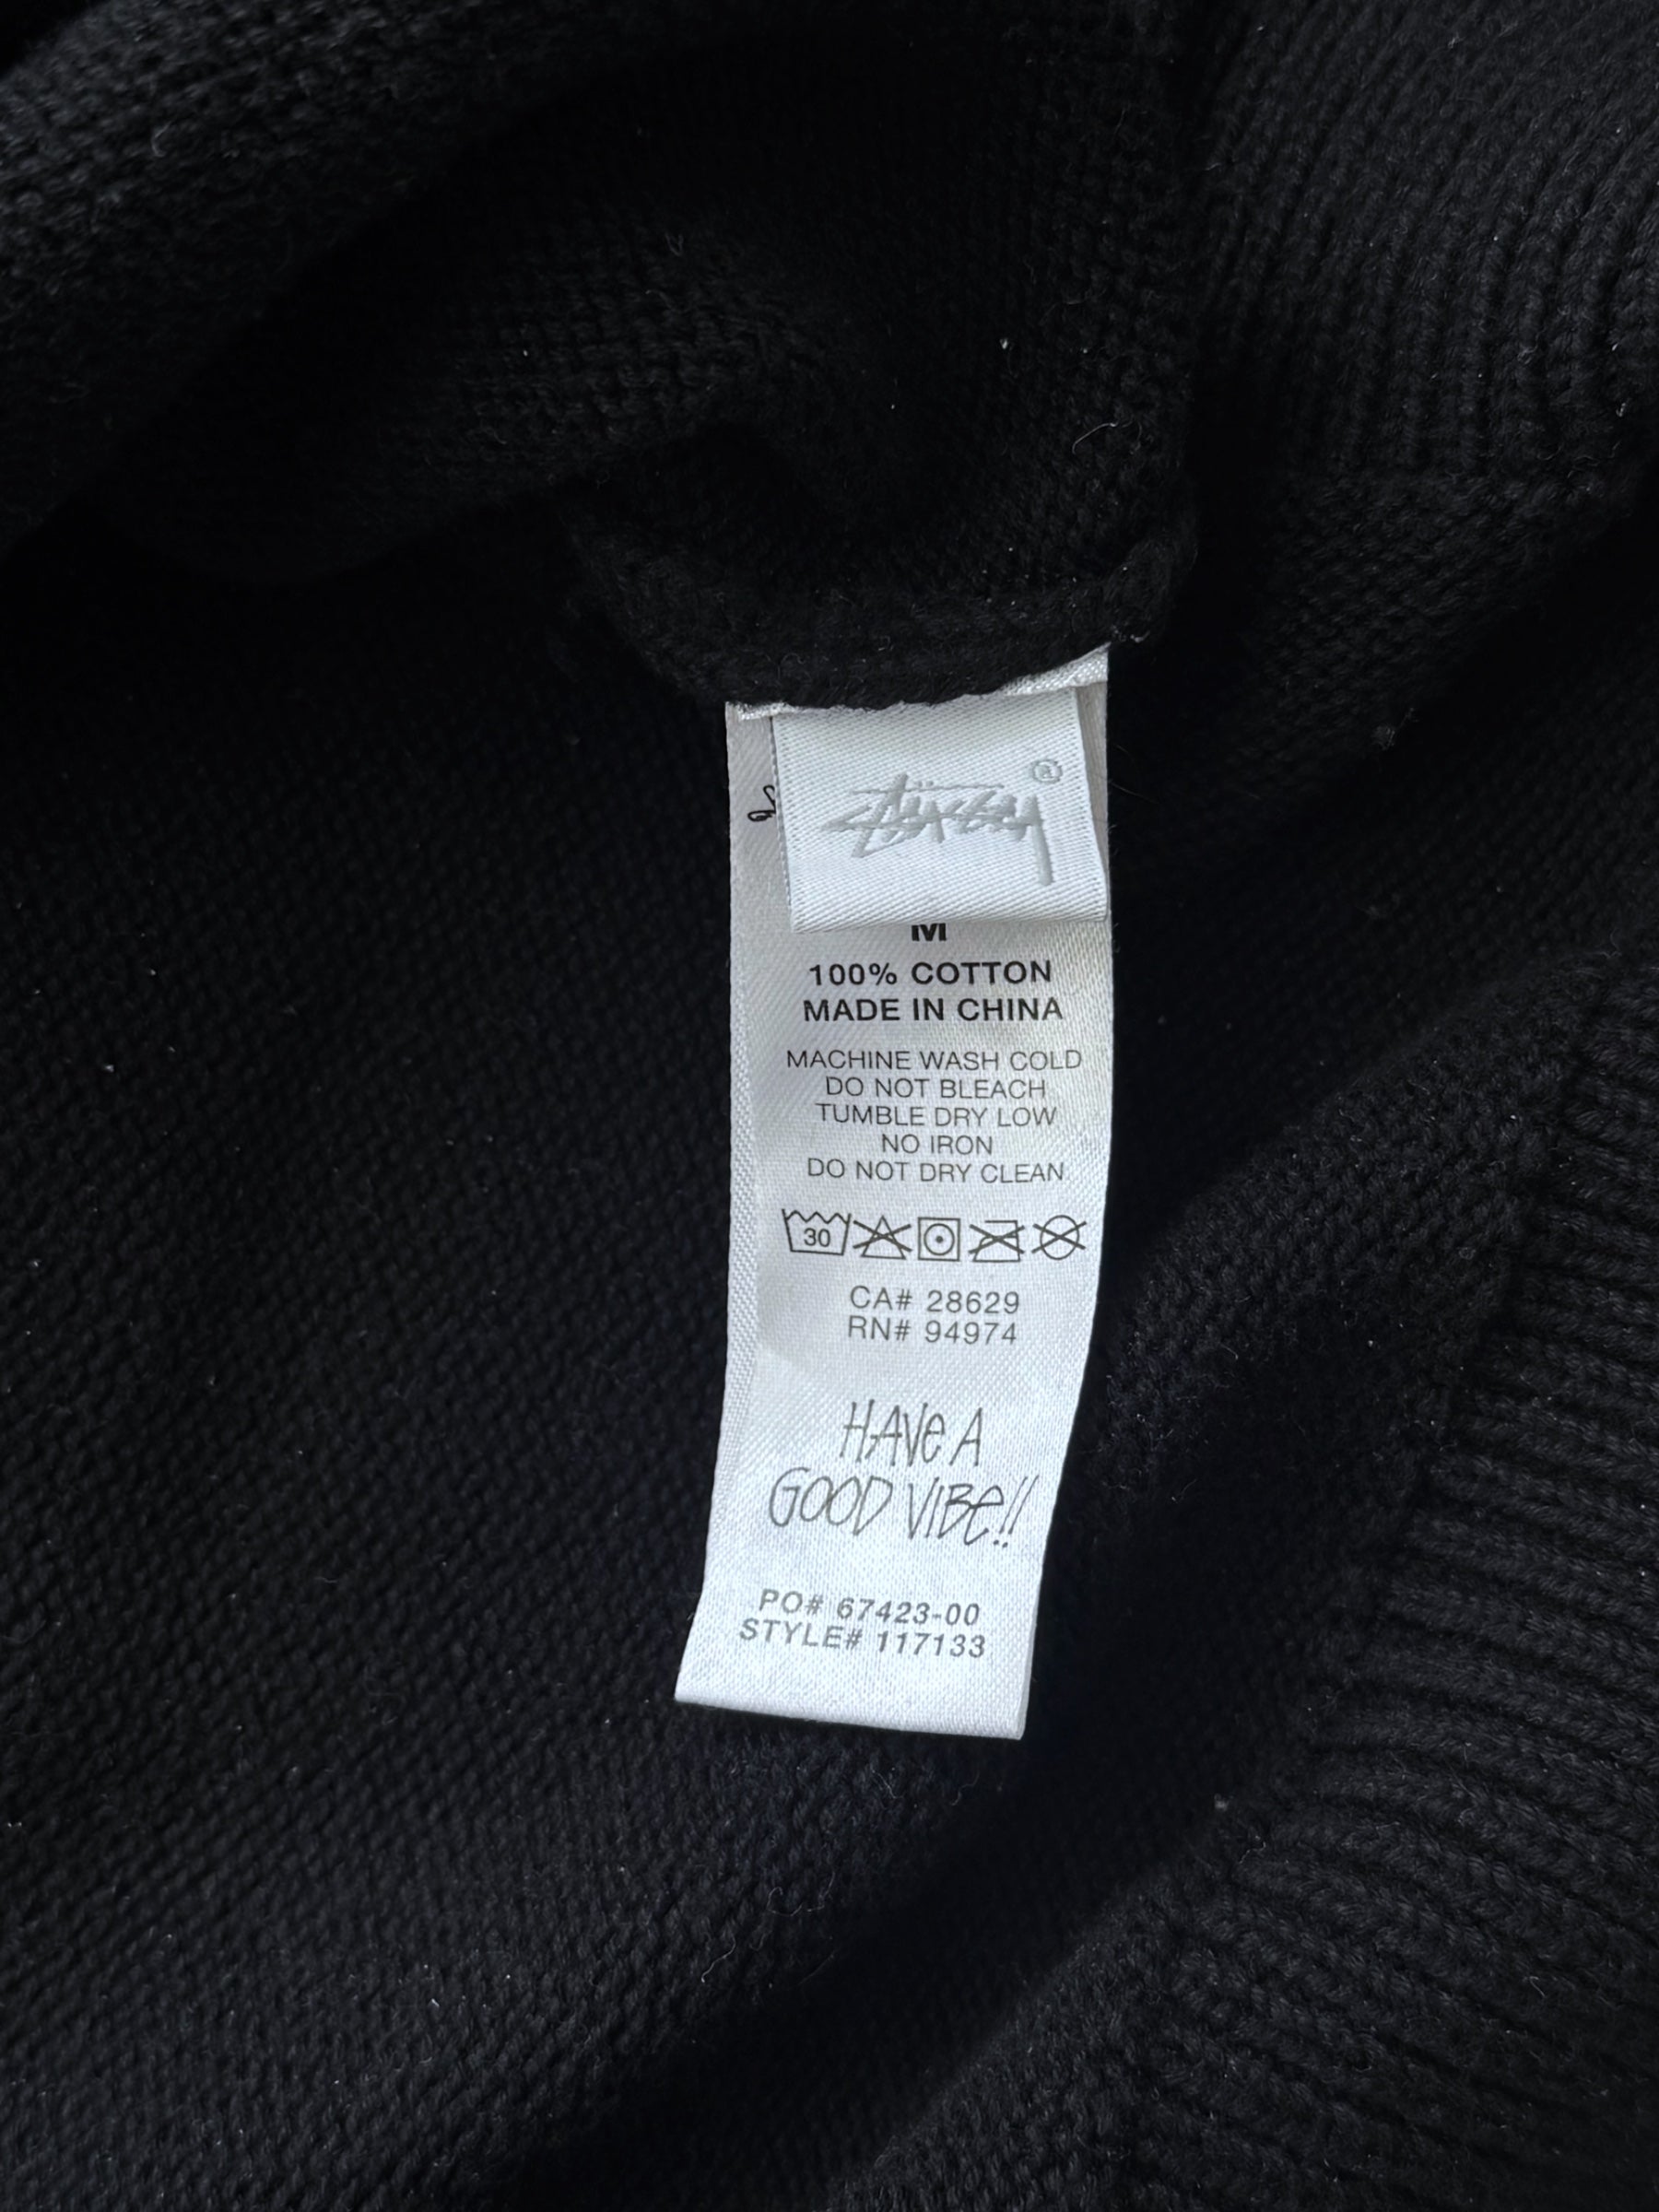 Stüssy ®
M
100% COTTON
MADE IN CHINA
MACHINE WASH COLD
DO NOT BLEACH
TUMBLE DRY LOW
NO IRON
DO NOT DRY CLEAN
30
CA# 28629
RN# 94974
HAVe A
GOOD VIBe!!
PO# 67423-00
STYLE# 117133